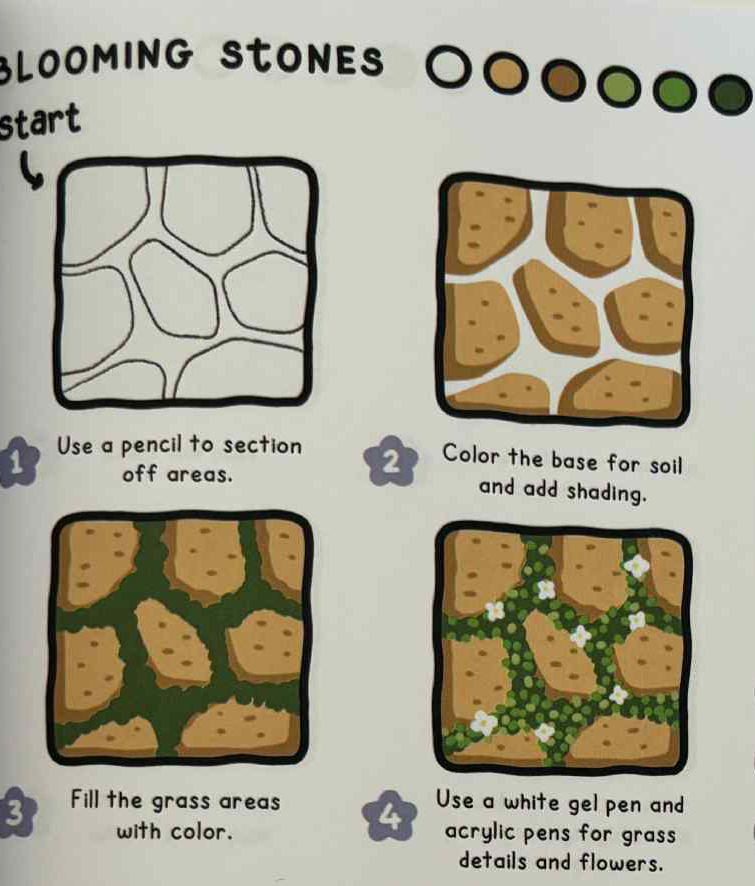 BLOOMING STONES
start
1
Use a pencil to section
off areas.
2
Color the base for soil
and add shading.
3
Fill the grass areas
with color.
4
Use a white gel pen and
acrylic pens for grass
details and flowers.